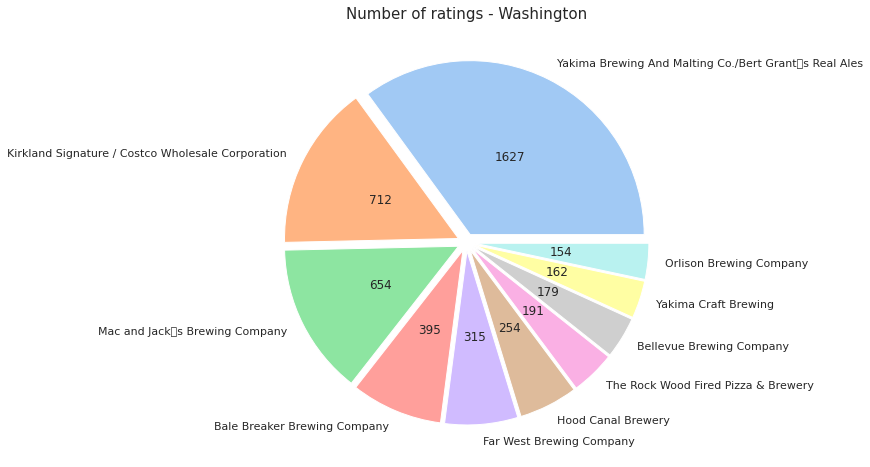 Number of ratings - Washington
Yakima Brewing And Malting Co./Bert Grant▯s Real Ales
1627
Kirkland Signature / Costco Wholesale Corporation
712
654
Mac and Jack▯s Brewing Company
395
Bale Breaker Brewing Company
315
Far West Brewing Company
254
Hood Canal Brewery
191
The Rock Wood Fired Pizza & Brewery
179
Bellevue Brewing Company
162
Yakima Craft Brewing
154
Orlison Brewing Company